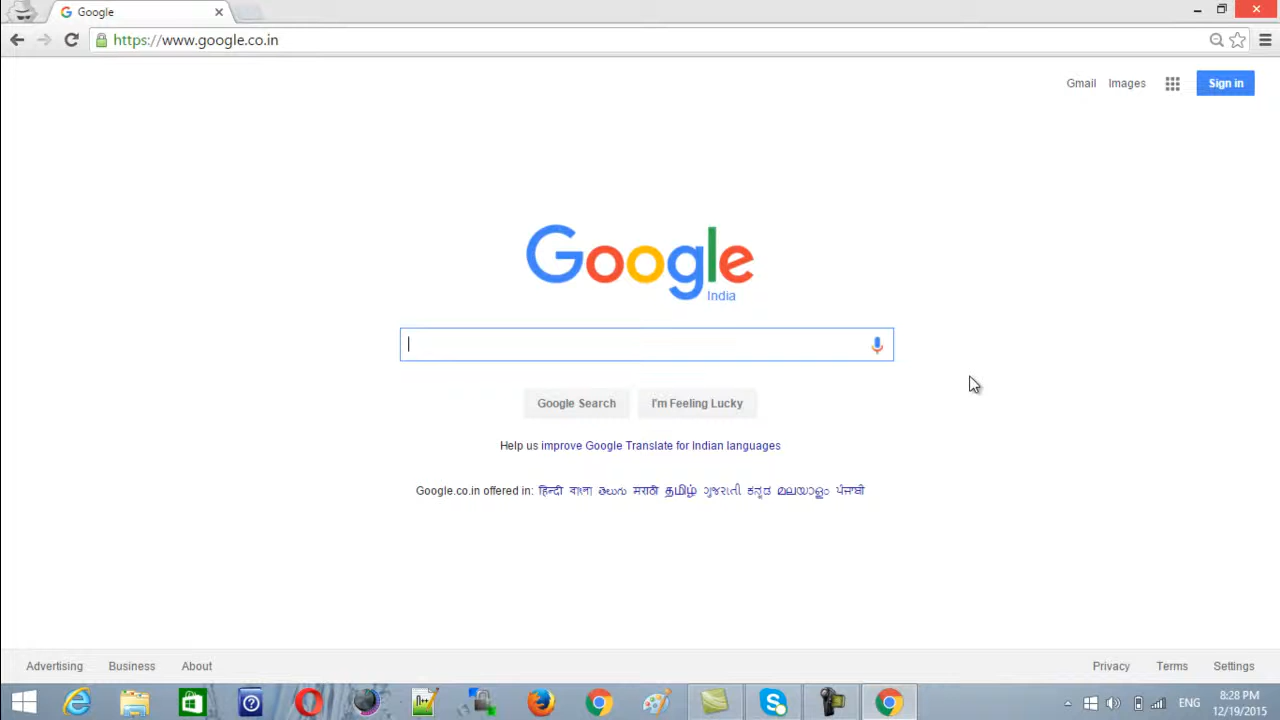 Google
https://www.google.co.in
Gmail Images Sign in
Google
India
Google Search I'm Feeling Lucky
Help us improve Google Translate for Indian languages
Google.co.in offered in: हिन्दी বাংলা తెలుగు मराठी தமிழ் ગુજરાતી ಕನ್ನಡ മലയാളം ਪੰਜਾਬੀ
Advertising Business About Privacy Terms Settings
ENG
8:28 PM
12/19/2015